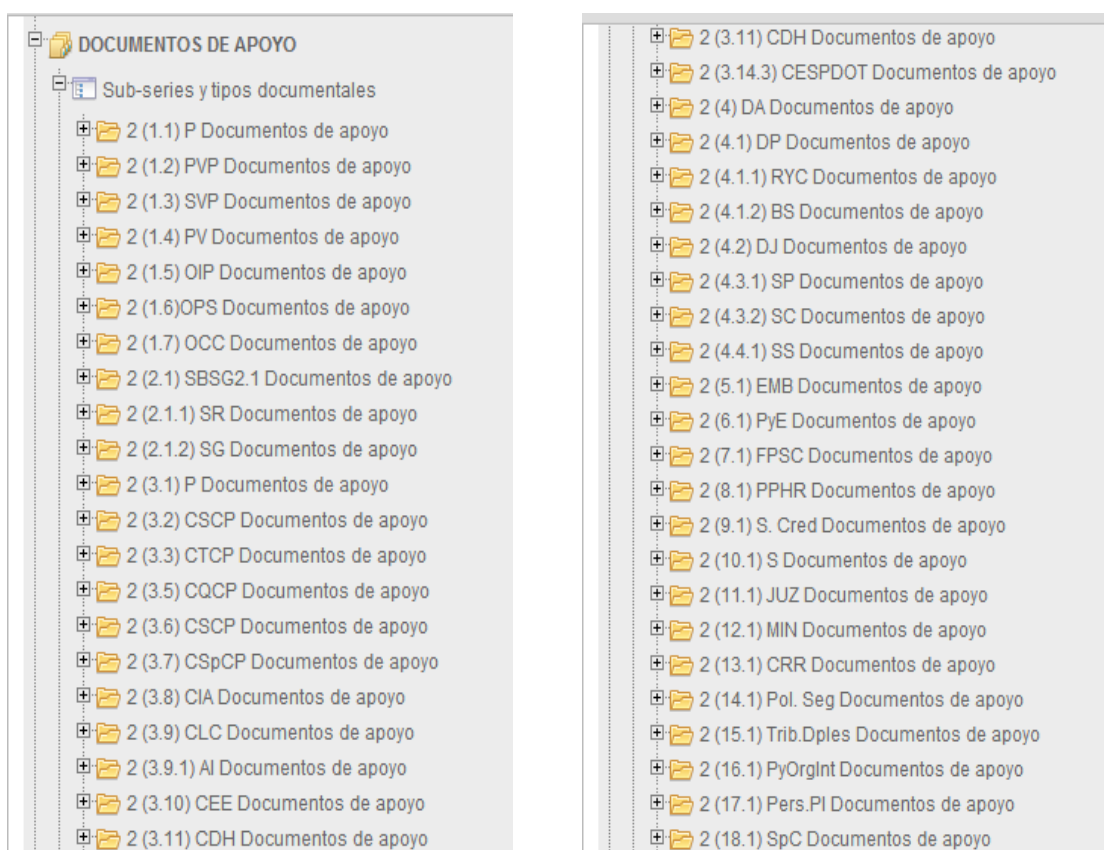 DOCUMENTOS DE APOYO
Sub-series y tipos documentales
2 (1.1) P Documentos de apoyo
2 (1.2) PVP Documentos de apoyo
2 (1.3) SVP Documentos de apoyo
2 (1.4) PV Documentos de apoyo
2 (1.5) OIP Documentos de apoyo
2 (1.6)OPS Documentos de apoyo
2 (1.7) OCC Documentos de apoyo
2 (2.1) SBSG2.1 Documentos de apoyo
2 (2.1.1) SR Documentos de apoyo
2 (2.1.2) SG Documentos de apoyo
2 (3.1) P Documentos de apoyo
2 (3.2) CSCP Documentos de apoyo
2 (3.3) CTCP Documentos de apoyo
2 (3.5) CQCP Documentos de apoyo
2 (3.6) CSCP Documentos de apoyo
2 (3.7) CSpCP Documentos de apoyo
2 (3.8) CIA Documentos de apoyo
2 (3.9) CLC Documentos de apoyo
2 (3.9.1) AI Documentos de apoyo
2 (3.10) CEE Documentos de apoyo
2 (3.11) CDH Documentos de apoyo
2 (3.11) CDH Documentos de apoyo
2 (3.14.3) CESPDOT Documentos de apoyo
2 (4) DA Documentos de apoyo
2 (4.1) DP Documentos de apoyo
2 (4.1.1) RYC Documentos de apoyo
2 (4.1.2) BS Documentos de apoyo
2 (4.2) DJ Documentos de apoyo
2 (4.3.1) SP Documentos de apoyo
2 (4.3.2) SC Documentos de apoyo
2 (4.4.1) SS Documentos de apoyo
2 (5.1) EMB Documentos de apoyo
2 (6.1) PyE Documentos de apoyo
2 (7.1) FPSC Documentos de apoyo
2 (8.1) PPHR Documentos de apoyo
2 (9.1) S. Cred Documentos de apoyo
2 (10.1) S Documentos de apoyo
2 (11.1) JUZ Documentos de apoyo
2 (12.1) MIN Documentos de apoyo
2 (13.1) CRR Documentos de apoyo
2 (14.1) Pol. Seg Documentos de apoyo
2 (15.1) Trib.Dples Documentos de apoyo
2 (16.1) PyOrgInt Documentos de apoyo
2 (17.1) Pers.PI Documentos de apoyo
2 (18.1) SpC Documentos de apoyo